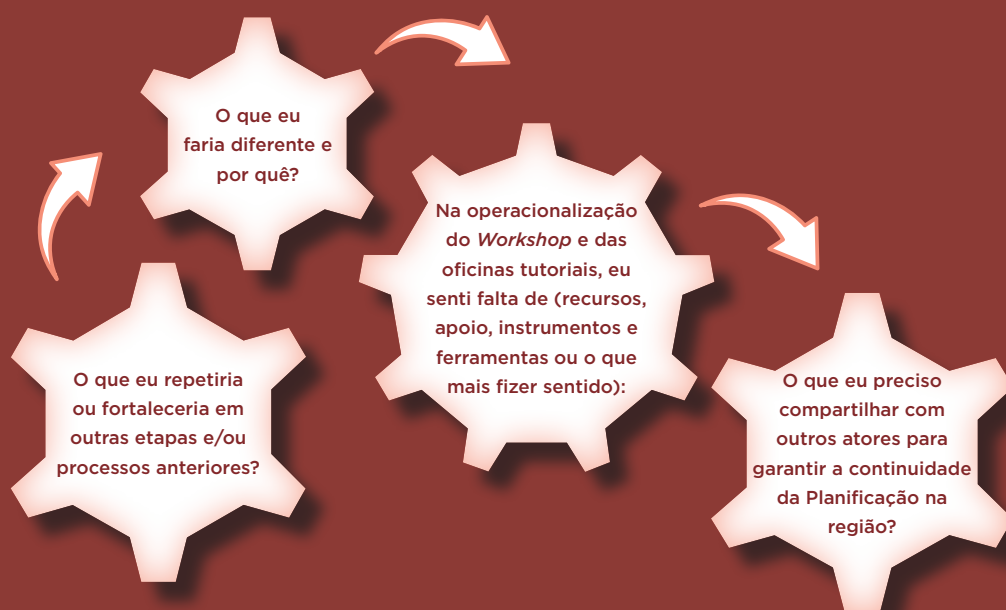 O que eu repetiria
ou fortaleceria em
outras etapas e/ou
processos anteriores?
O que eu
faria diferente e
por quê?
Na operacionalização
do Workshop e das
oficinas tutoriais, eu
senti falta de (recursos,
apoio, instrumentos e
ferramentas ou o que
mais fizer sentido):
O que eu preciso
compartilhar com
outros atores para
garantir a continuidade
da Planificação na
região?